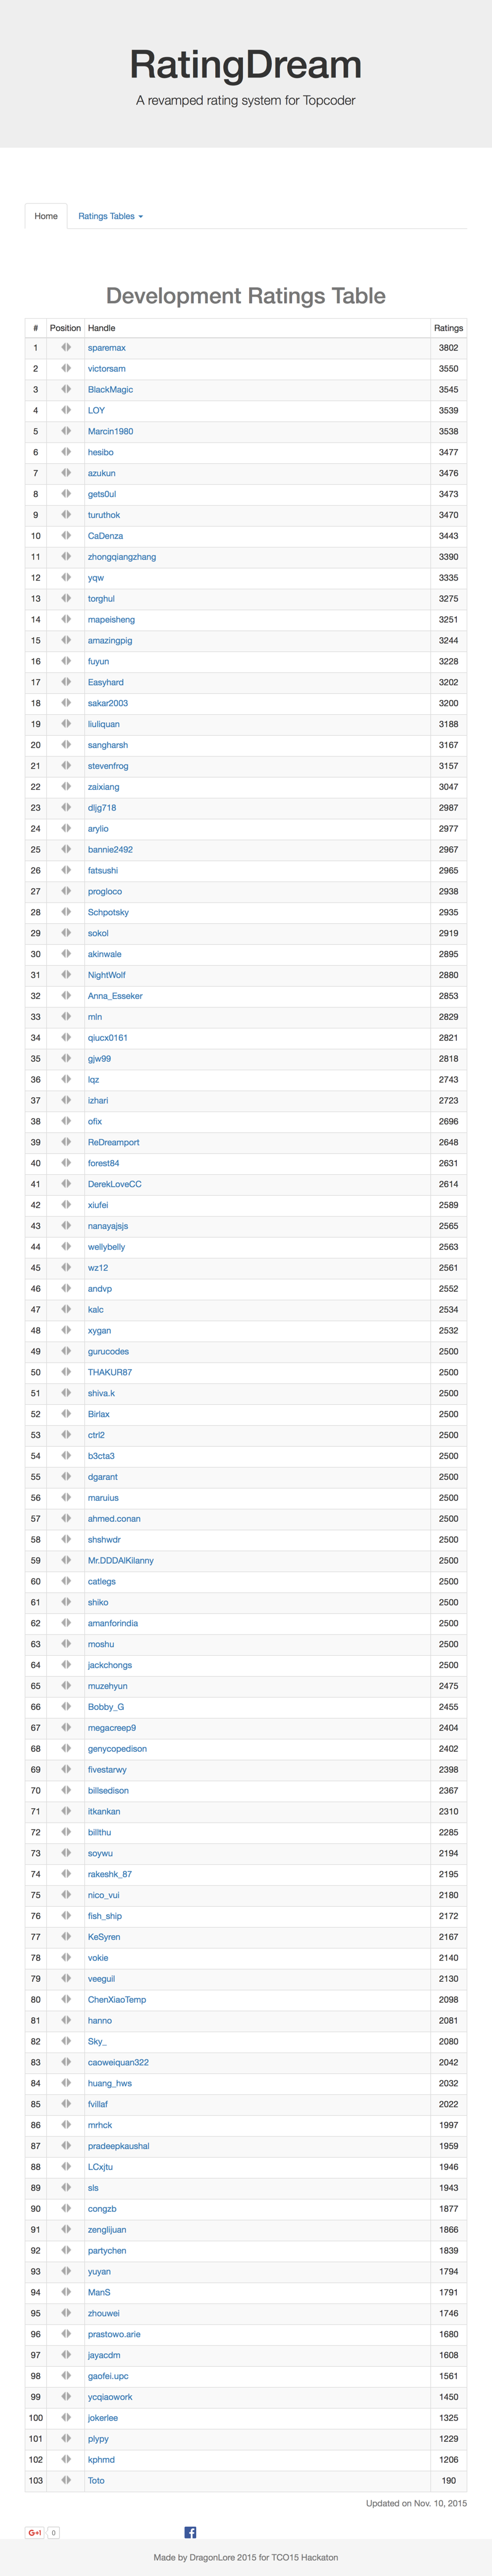 RatingDream
A revamped rating system for Topcoder
Home Ratings Tables
Development Ratings Table
# Position Handle Ratings
1 sparemax 3802
2 victorsam 3550
3 BlackMagic 3545
4 LOY 3539
5 Marcin1980 3538
6 hesibo 3477
7 azukun 3476
8 gets0ul 3473
9 turuthok 3470
10 CaDenza 3443
11 zhongqiangzhang 3390
12 yqw 3335
13 torghul 3275
14 mapeisheng 3251
15 amazingpig 3244
16 fuyun 3228
17 Easyhard 3202
18 sakar2003 3200
19 liuliquan 3188
20 sangharsh 3167
21 stevenfrog 3157
22 zaixiang 3047
23 dljg718 2987
24 arylio 2977
25 bannie2492 2967
26 fatsushi 2965
27 progloco 2938
28 Schpotsky 2935
29 sokol 2919
30 akinwale 2895
31 NightWolf 2880
32 Anna_Esseker 2853
33 mln 2829
34 qiucx0161 2821
35 gjw99 2818
36 lqz 2743
37 izhari 2723
38 ofix 2696
39 ReDreamport 2648
40 forest84 2631
41 DerekLoveCC 2614
42 xiufei 2589
43 nanayajsjs 2565
44 wellybelly 2563
45 wz12 2561
46 andvp 2552
47 kalc 2534
48 xygan 2532
49 gurucodes 2500
50 THAKUR87 2500
51 shiva.k 2500
52 Birlax 2500
53 ctrl2 2500
54 b3cta3 2500
55 dgarant 2500
56 maruius 2500
57 ahmed.conan 2500
58 shshwdr 2500
59 Mr.DDDAlKilanny 2500
60 catlegs 2500
61 shiko 2500
62 amanforindia 2500
63 moshu 2500
64 jackchongs 2500
65 muzehyun 2475
66 Bobby_G 2455
67 megacreep9 2404
68 genycopedison 2402
69 fivestarwy 2398
70 billsedison 2367
71 itkankan 2310
72 billthu 2285
73 soywu 2194
74 rakeshk_87 2195
75 nico_vui 2180
76 fish_ship 2172
77 KeSyren 2167
78 vokie 2140
79 veeguil 2130
80 ChenXiaoTemp 2098
81 hanno 2081
82 Sky_ 2080
83 caoweiquan322 2042
84 huang_hws 2032
85 fvillaf 2022
86 mrhck 1997
87 pradeepkaushal 1959
88 LCxjtu 1946
89 sls 1943
90 congzb 1877
91 zenglijuan 1866
92 partychen 1839
93 yuyan 1794
94 ManS 1791
95 zhouwei 1746
96 prastowo.arie 1680
97 jayacdm 1608
98 gaofei.upc 1561
99 ycqiaowork 1450
100 jokerlee 1325
101 plypy 1229
102 kphmd 1206
103 Toto 190
Updated on Nov. 10, 2015
G+1 0
Made by DragonLore 2015 for TCO15 Hackaton